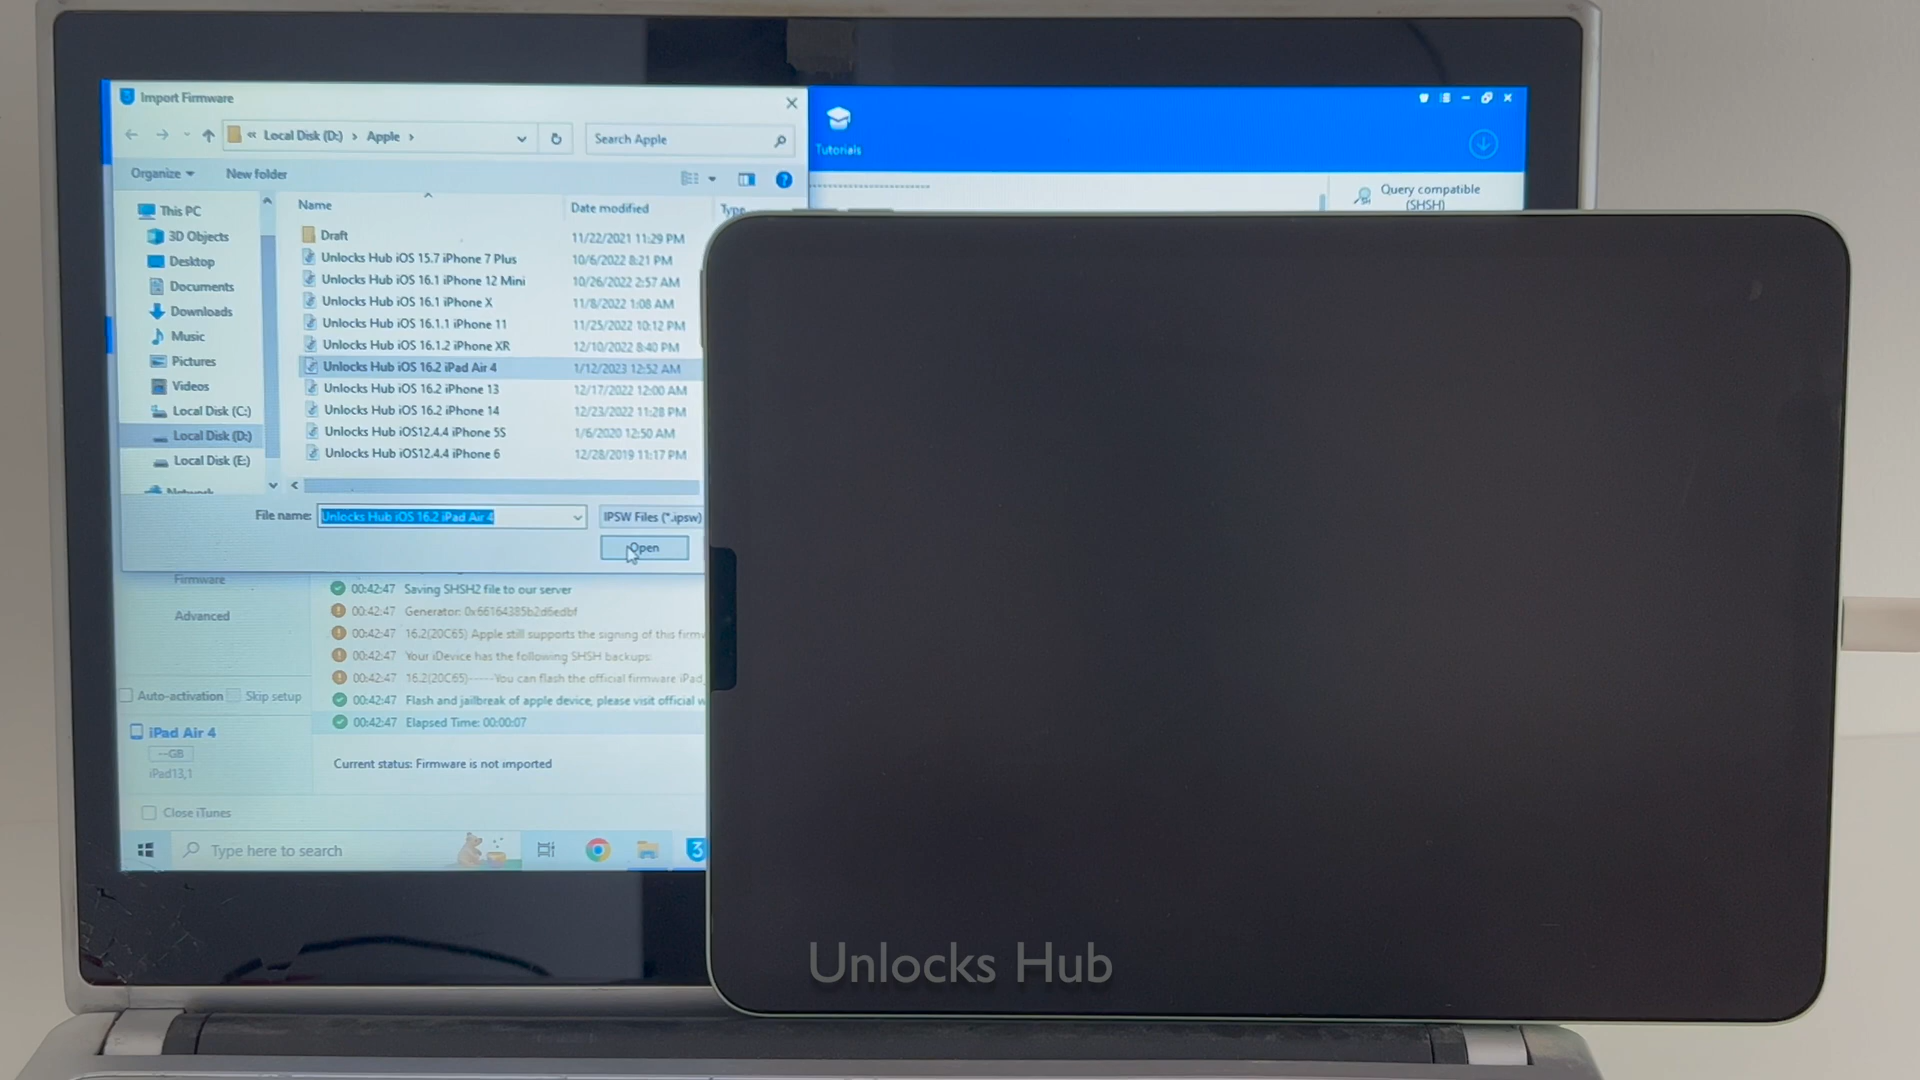 Import Firmware
Local Disk (D:) › Apple ›
Search Apple
Tutorials
Organize
New folder
Query compatible
(SHSH)
Name
Date modified
Type
This PC
3D Objects
Desktop
Documents
Downloads
Music
Pictures
Videos
Local Disk (C:)
Local Disk (D:)
Local Disk (E:)
Network
Draft 11/22/2021 11:29 PM
Unlocks Hub iOS 15.7 iPhone 7 Plus 10/6/2022 8:21 PM
Unlocks Hub iOS 16.1 iPhone 12 Mini 10/26/2022 2:57 AM
Unlocks Hub iOS 16.1 iPhone X 11/8/2022 1:08 AM
Unlocks Hub iOS 16.1.1 iPhone 11 11/25/2022 10:12 PM
Unlocks Hub iOS 16.1.2 iPhone XR 12/10/2022 8:40 PM
Unlocks Hub iOS 16.2 iPad Air 4 1/12/2023 12:52 AM
Unlocks Hub iOS 16.2 iPhone 13 12/17/2022 12:00 AM
Unlocks Hub iOS 16.2 iPhone 14 12/23/2022 11:28 PM
Unlocks Hub iOS12.4.4 iPhone 5S 1/6/2020 12:50 AM
Unlocks Hub iOS12.4.4 iPhone 6 12/28/2019 11:17 PM
File name: Unlocks Hub iOS 16.2 iPad Air 4
IPSW Files (*.ipsw)
Open
Firmware
Advanced
00:42:47 Saving SHSH2 file to our server
00:42:47 Generator: 0x66164385b2d6edbf
00:42:47 16.2(20C65) Apple still supports the signing of this firmw
00:42:47 Your iDevice has the following SHSH backups:
00:42:47 16.2(20C65)------You can flash the official firmware iPad
00:42:47 Flash and jailbreak of apple device, please visit official w
00:42:47 Elapsed Time: 00:00:07
Auto-activation
Skip setup
iPad Air 4
--GB
iPad13,1
Current status: Firmware is not imported
Close iTunes
Type here to search
Unlocks Hub